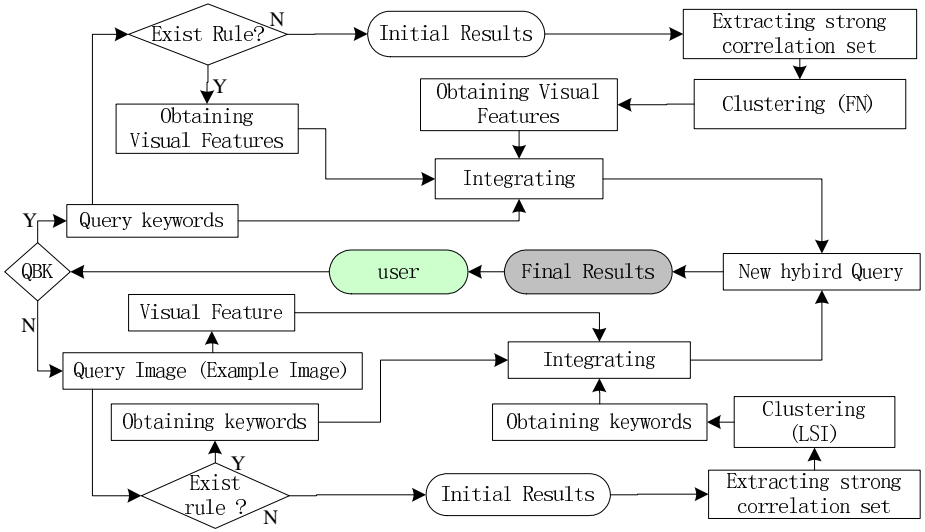 Exist Rule?
N
Initial Results
Extracting strong
correlation set
Y
Obtaining
Visual Features
Obtaining Visual
Features
Clustering (FN)
Integrating
Y
Query keywords
QBK
user
Final Results
New hybird Query
N
Visual Feature
Query Image (Example Image)
Integrating
Obtaining keywords
Obtaining keywords
Clustering
(LSI)
Y
Exist
rule ?
N
Initial Results
Extracting strong
correlation set